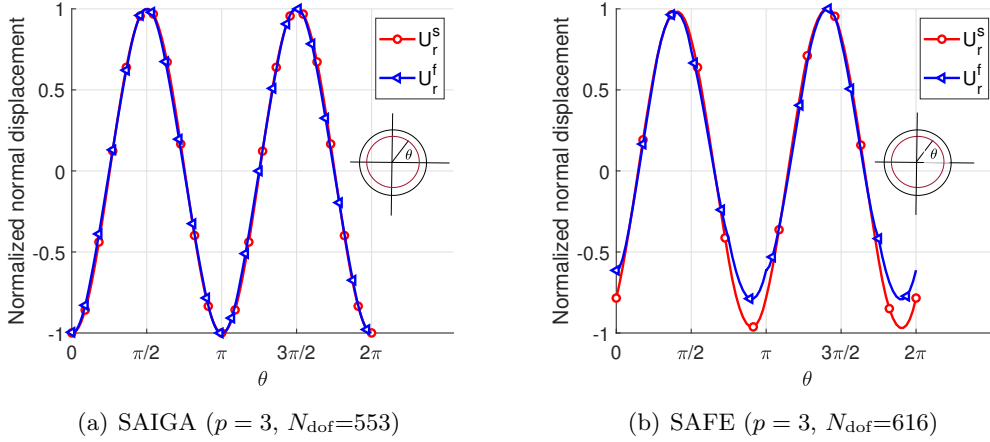 Normalized normal displacement
1
0.5
0
-0.5
-1
0 π/2 π 3π/2 2π
θ
U_r^s
U_r^f
θ
(a) SAIGA (p = 3, N_dof=553)
Normalized normal displacement
1
0.5
0
-0.5
-1
0 π/2 π 3π/2 2π
θ
U_r^s
U_r^f
θ
(b) SAFE (p = 3, N_dof=616)